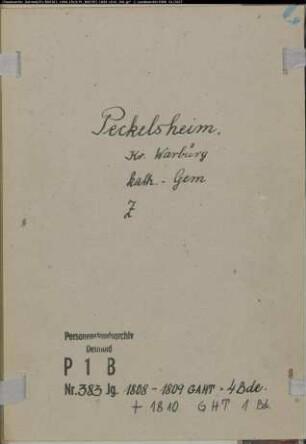 Peckelsheim.
Kr. Warburg
kath. - Gem
Z
Personenstandsarchiv
Detmold
P 1 B
Nr. 383 Jg. 1808 - 1809 GAHT - 4 Bde.
+ 1810 GHT 1 Bd.